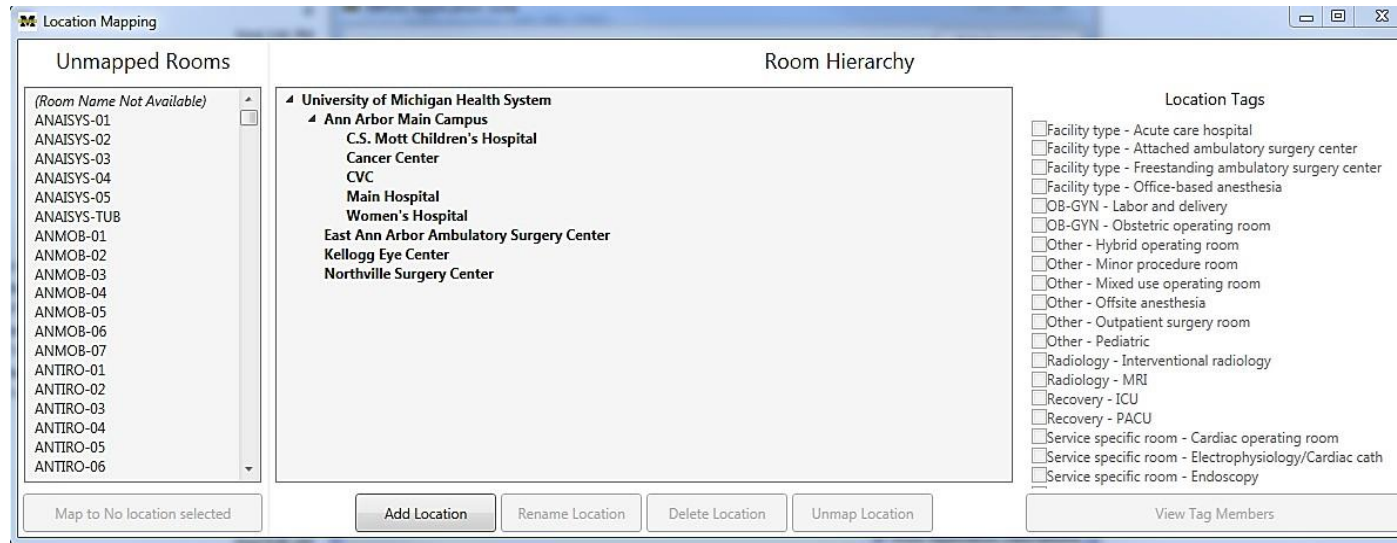 Location Mapping
Unmapped Rooms
(Room Name Not Available)
ANAISYS-01
ANAISYS-02
ANAISYS-03
ANAISYS-04
ANAISYS-05
ANAISYS-TUB
ANMOB-01
ANMOB-02
ANMOB-03
ANMOB-04
ANMOB-05
ANMOB-06
ANMOB-07
ANTIRO-01
ANTIRO-02
ANTIRO-03
ANTIRO-04
ANTIRO-05
ANTIRO-06
Map to No location selected
Room Hierarchy
University of Michigan Health System
Ann Arbor Main Campus
C.S. Mott Children's Hospital
Cancer Center
CVC
Main Hospital
Women's Hospital
East Ann Arbor Ambulatory Surgery Center
Kellogg Eye Center
Northville Surgery Center
Add Location
Rename Location
Delete Location
Unmap Location
Location Tags
Facility type - Acute care hospital
Facility type - Attached ambulatory surgery center
Facility type - Freestanding ambulatory surgery center
Facility type - Office-based anesthesia
OB-GYN - Labor and delivery
OB-GYN - Obstetric operating room
Other - Hybrid operating room
Other - Minor procedure room
Other - Mixed use operating room
Other - Offsite anesthesia
Other - Outpatient surgery room
Other - Pediatric
Radiology - Interventional radiology
Radiology - MRI
Recovery - ICU
Recovery - PACU
Service specific room - Cardiac operating room
Service specific room - Electrophysiology/Cardiac cath
Service specific room - Endoscopy
View Tag Members